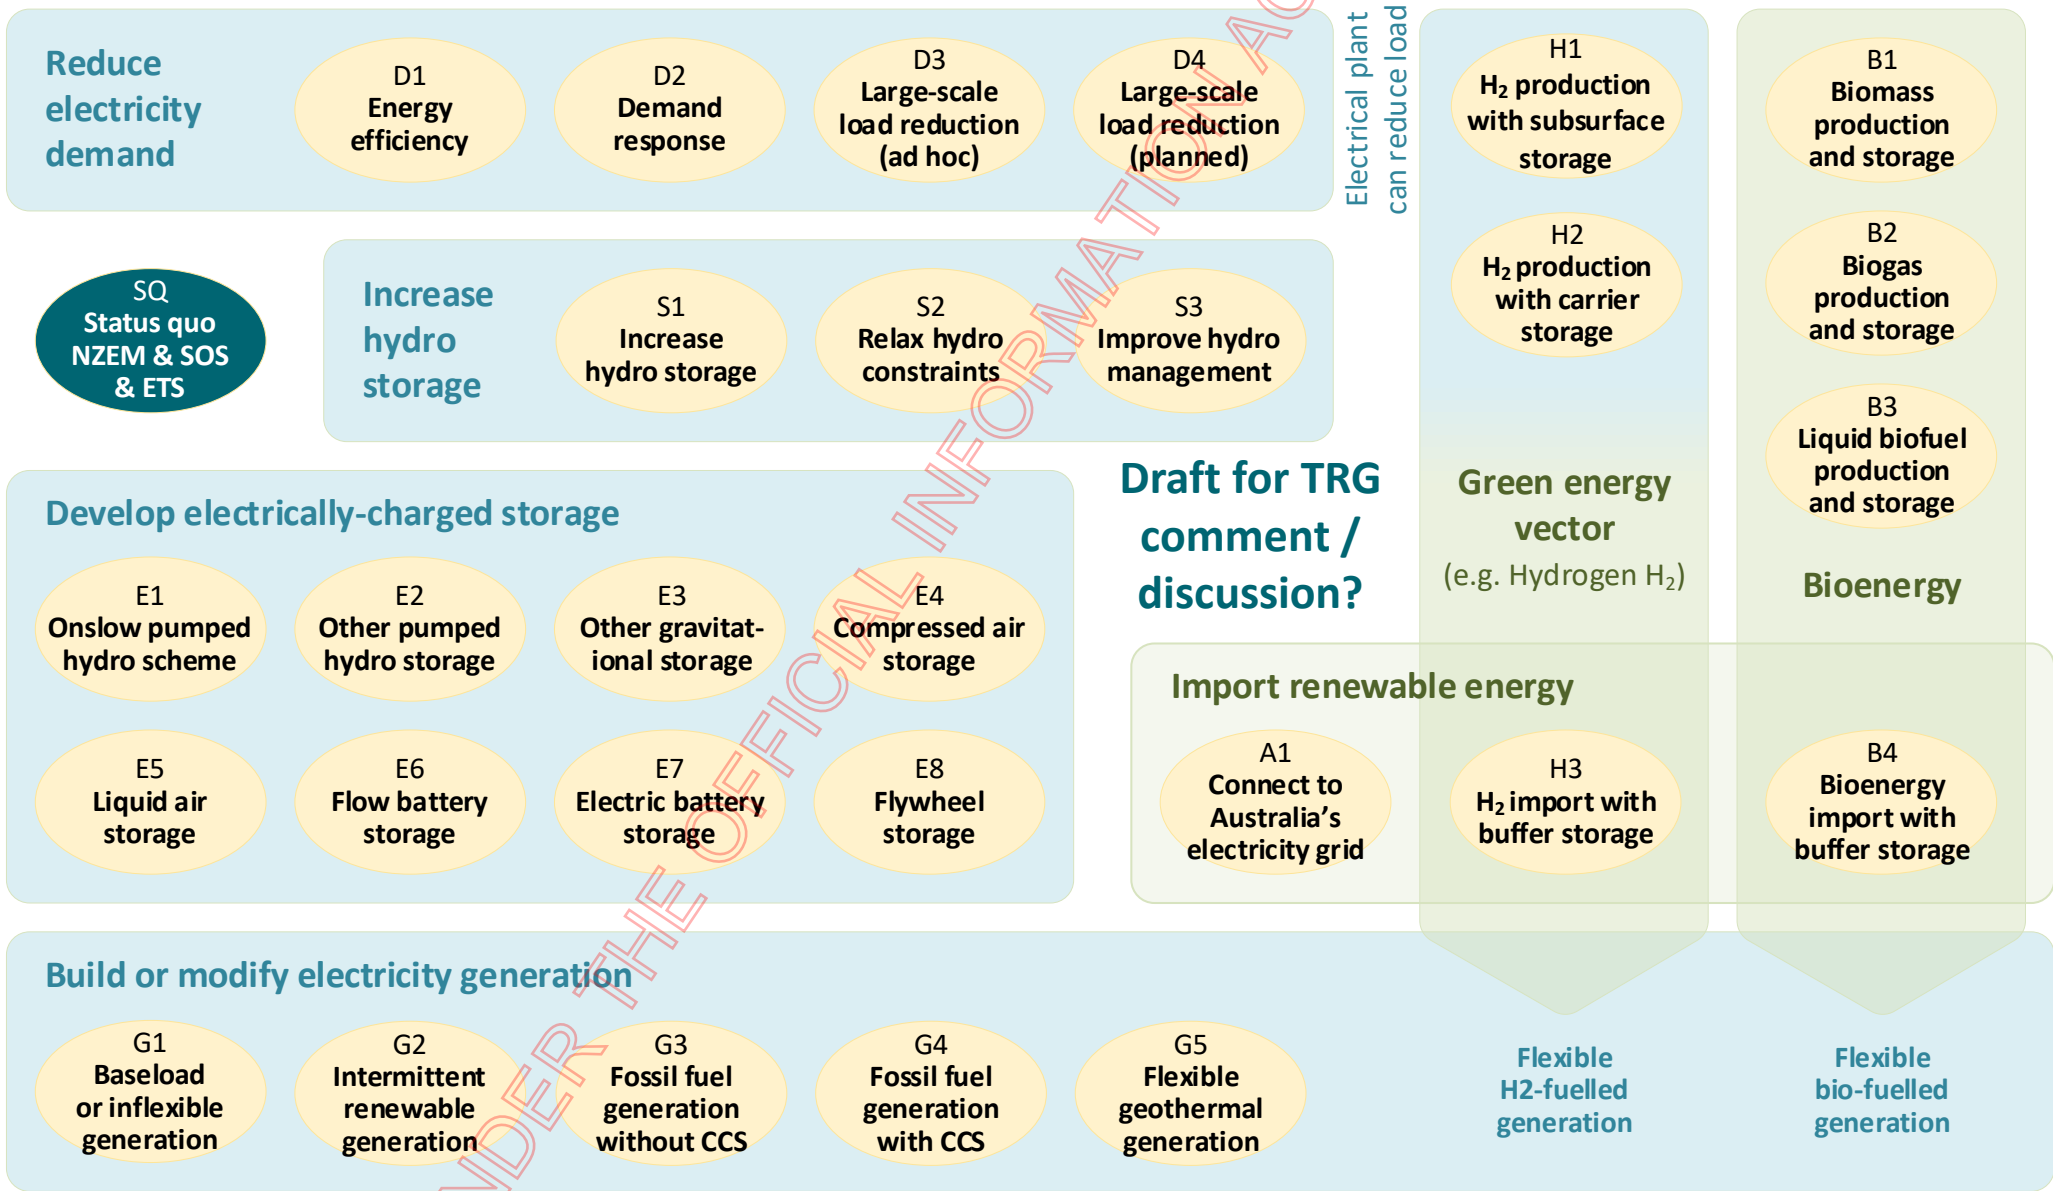 Reduce
electricity
demand
D1
Energy
efficiency
D2
Demand
response
D3
Large-scale
load reduction
(ad hoc)
D4
Large-scale
load reduction
(planned)
Electrical plant
can reduce load
H1
H₂ production
with subsurface
storage
B1
Biomass
production
and storage
SQ
Status quo
NZEM & SOS
& ETS
Increase
hydro
storage
S1
Increase
hydro storage
S2
Relax hydro
constraints
S3
Improve hydro
management
H2
H₂ production
with carrier
storage
B2
Biogas
production
and storage
B3
Liquid biofuel
production
and storage
Draft for TRG
comment /
discussion?
Green energy
vector
(e.g. Hydrogen H₂)
Bioenergy
Develop electrically-charged storage
E1
Onslow pumped
hydro scheme
E2
Other pumped
hydro storage
E3
Other gravitat-
ional storage
E4
Compressed air
storage
E5
Liquid air
storage
E6
Flow battery
storage
E7
Electric battery
storage
E8
Flywheel
storage
Import renewable energy
A1
Connect to
Australia's
electricity grid
H3
H₂ import with
buffer storage
B4
Bioenergy
import with
buffer storage
Build or modify electricity generation
G1
Baseload
or inflexible
generation
G2
Intermittent
renewable
generation
G3
Fossil fuel
generation
without CCS
G4
Fossil fuel
generation
with CCS
G5
Flexible
geothermal
generation
Flexible
H2-fuelled
generation
Flexible
bio-fuelled
generation
THE OFFICIAL INFORMATION